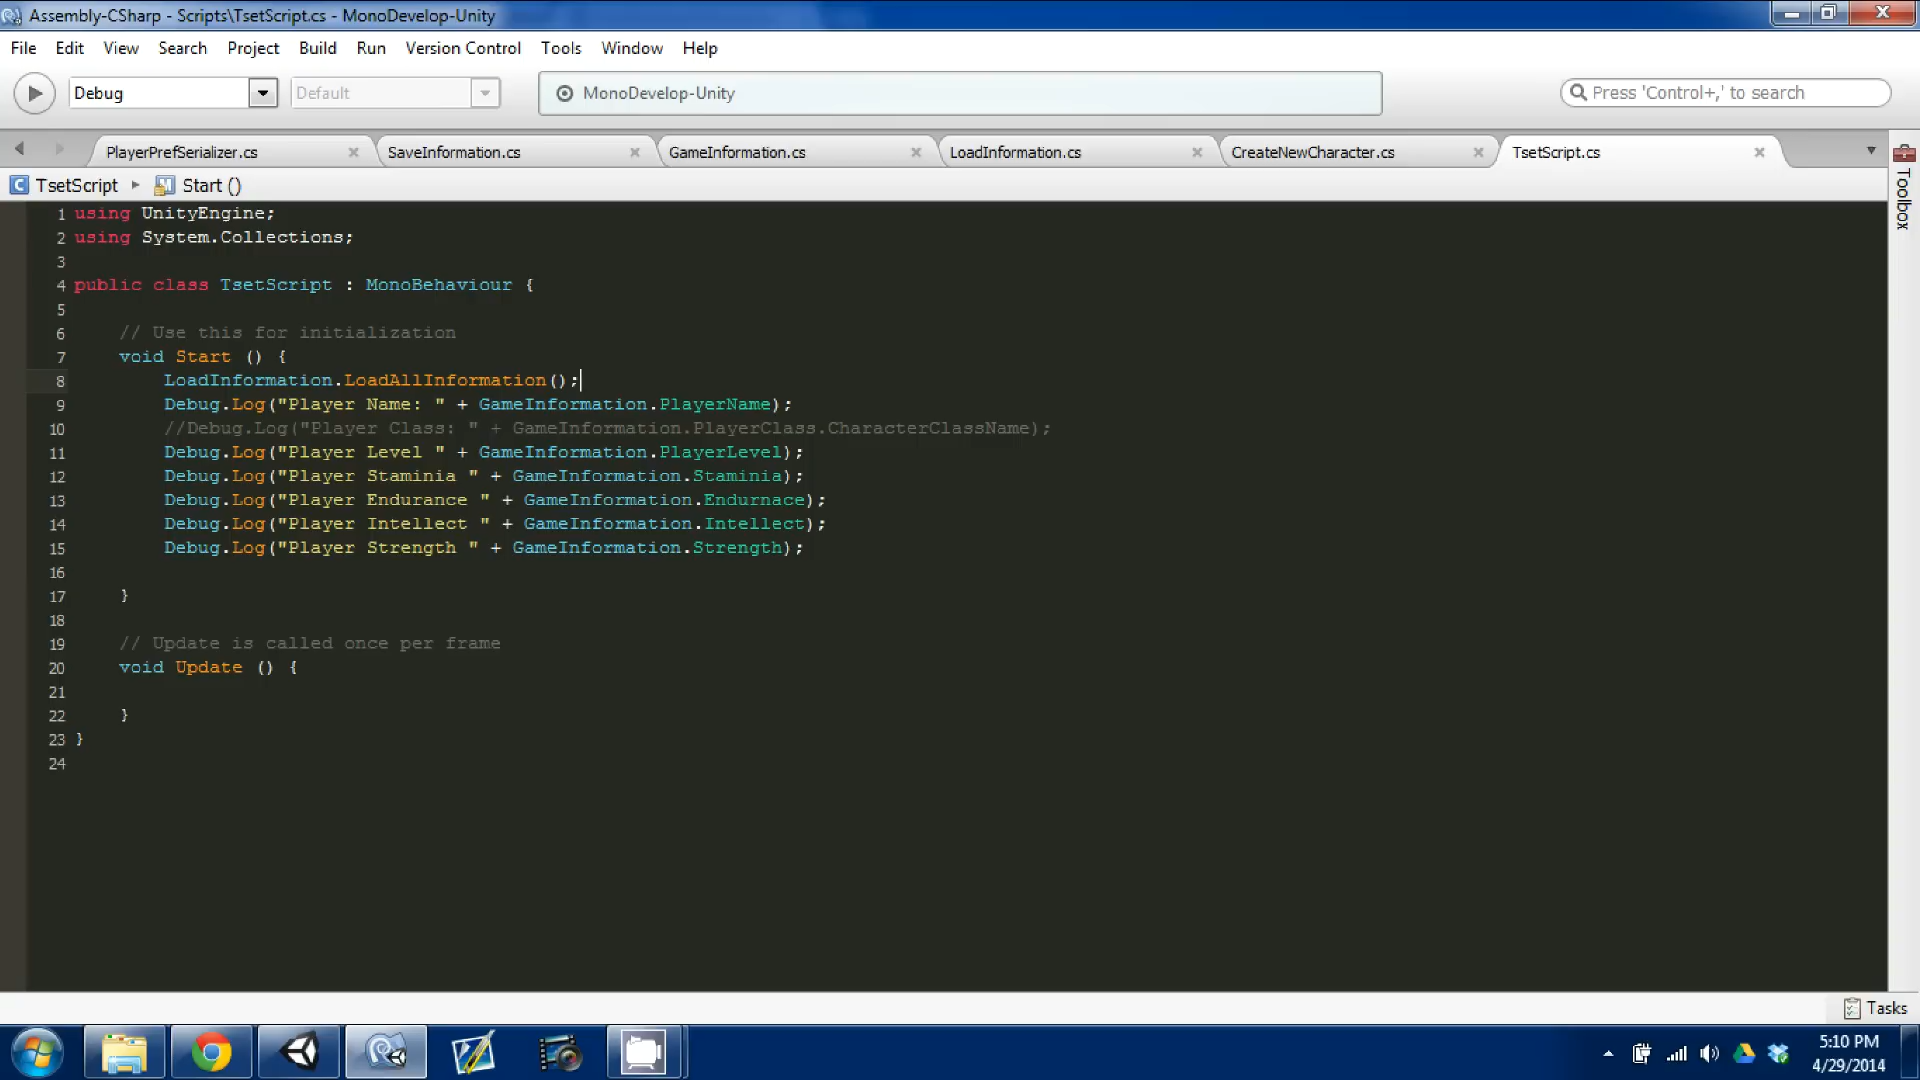 Assembly-CSharp - Scripts\TsetScript.cs - MonoDevelop-Unity
File Edit View Search Project Build Run Version Control Tools Window Help
Debug Default MonoDevelop-Unity Press 'Control+,' to search
PlayerPrefSerializer.cs SaveInformation.cs GameInformation.cs LoadInformation.cs CreateNewCharacter.cs TsetScript.cs
Toolbox
TsetScript Start ()
1 using UnityEngine;
2 using System.Collections;
3
4 public class TsetScript : MonoBehaviour {
5
6 // Use this for initialization
7 void Start () {
8 LoadInformation.LoadAllInformation();
9 Debug.Log("Player Name: " + GameInformation.PlayerName);
10 //Debug.Log("Player Class: " + GameInformation.PlayerClass.CharacterClassName);
11 Debug.Log("Player Level " + GameInformation.PlayerLevel);
12 Debug.Log("Player Staminia " + GameInformation.Staminia);
13 Debug.Log("Player Endurance " + GameInformation.Endurnace);
14 Debug.Log("Player Intellect " + GameInformation.Intellect);
15 Debug.Log("Player Strength " + GameInformation.Strength);
16
17 }
18
19 // Update is called once per frame
20 void Update () {
21
22 }
23 }
24
Tasks
5:10 PM
4/29/2014